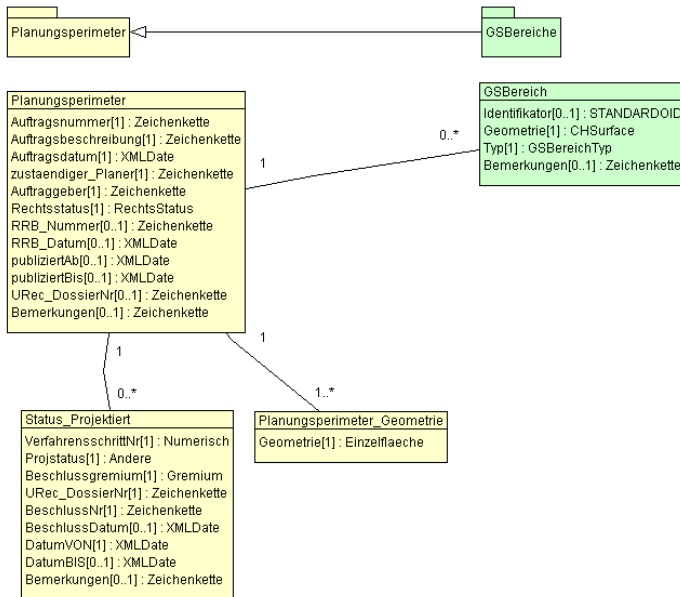 Planungsperimeter
GSBereiche
Planungsperimeter
Auftragsnummer[1] : Zeichenkette
Auftragsbeschreibung[1] : Zeichenkette
Auftragsdatum[1] : XMLDate
zustaendiger_Planer[1] : Zeichenkette
Auftraggeber[1] : Zeichenkette
Rechtsstatus[1] : RechtsStatus
RRB_Nummer[0..1] : Zeichenkette
RRB_Datum[0..1] : XMLDate
publiziertAb[0..1] : XMLDate
publiziertBis[0..1] : XMLDate
URec_DossierNr[0..1] : Zeichenkette
Bemerkungen[0..1] : Zeichenkette
1
0..*
GSBereich
Identifikator[0..1] : STANDARDOID
Geometrie[1] : CHSurface
Typ[1] : GSBereichTyp
Bemerkungen[0..1] : Zeichenkette
1
0..*
1
1..*
Status_Projektiert
VerfahrensschrittNr[1] : Numerisch
Projstatus[1] : Andere
Beschlussgremium[1] : Gremium
URec_DossierNr[1] : Zeichenkette
BeschlussNr[1] : Zeichenkette
BeschlussDatum[0..1] : XMLDate
DatumVON[1] : XMLDate
DatumBIS[0..1] : XMLDate
Bemerkungen[0..1] : Zeichenkette
Planungsperimeter_Geometrie
Geometrie[1] : Einzelflaeche